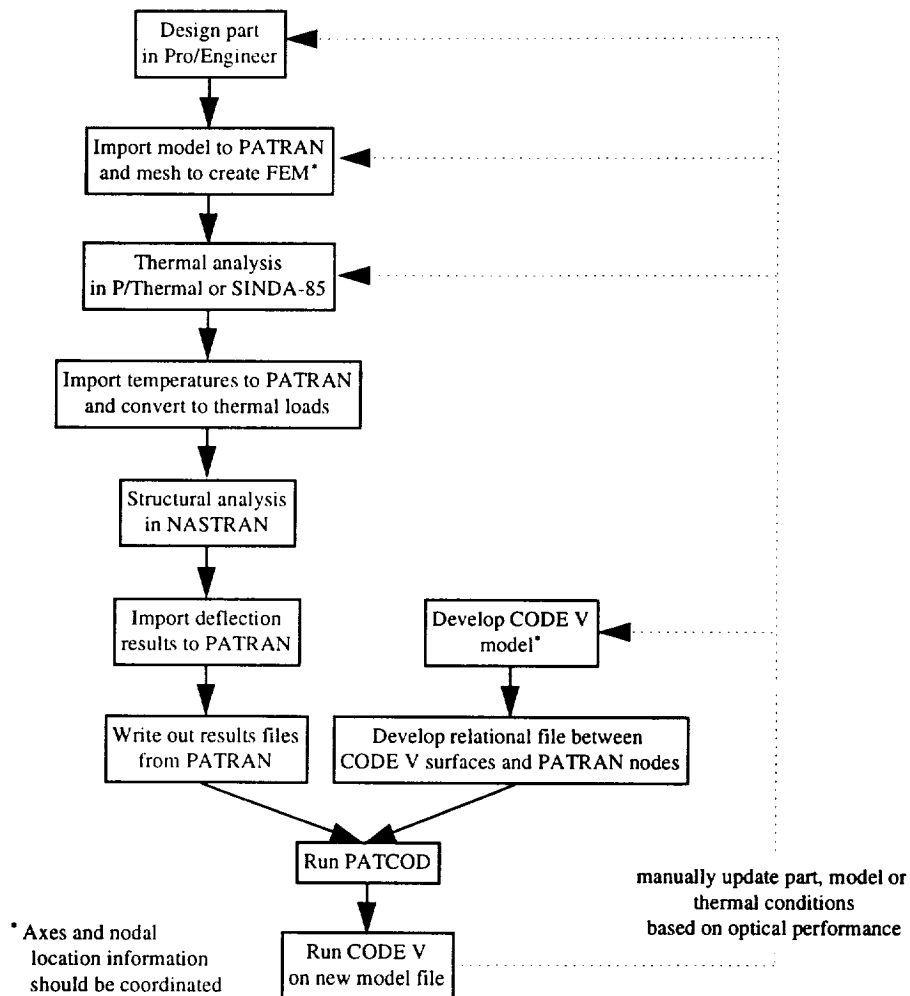 Design part
in Pro/Engineer
Import model to PATRAN
and mesh to create FEM*
Thermal analysis
in P/Thermal or SINDA-85
Import temperatures to PATRAN
and convert to thermal loads
Structural analysis
in NASTRAN
Import deflection
results to PATRAN
Develop CODE V
model*
Write out results files
from PATRAN
Develop relational file between
CODE V surfaces and PATRAN nodes
Run PATCOD
manually update part, model or
thermal conditions
based on optical performance
* Axes and nodal
location information
should be coordinated
Run CODE V
on new model file